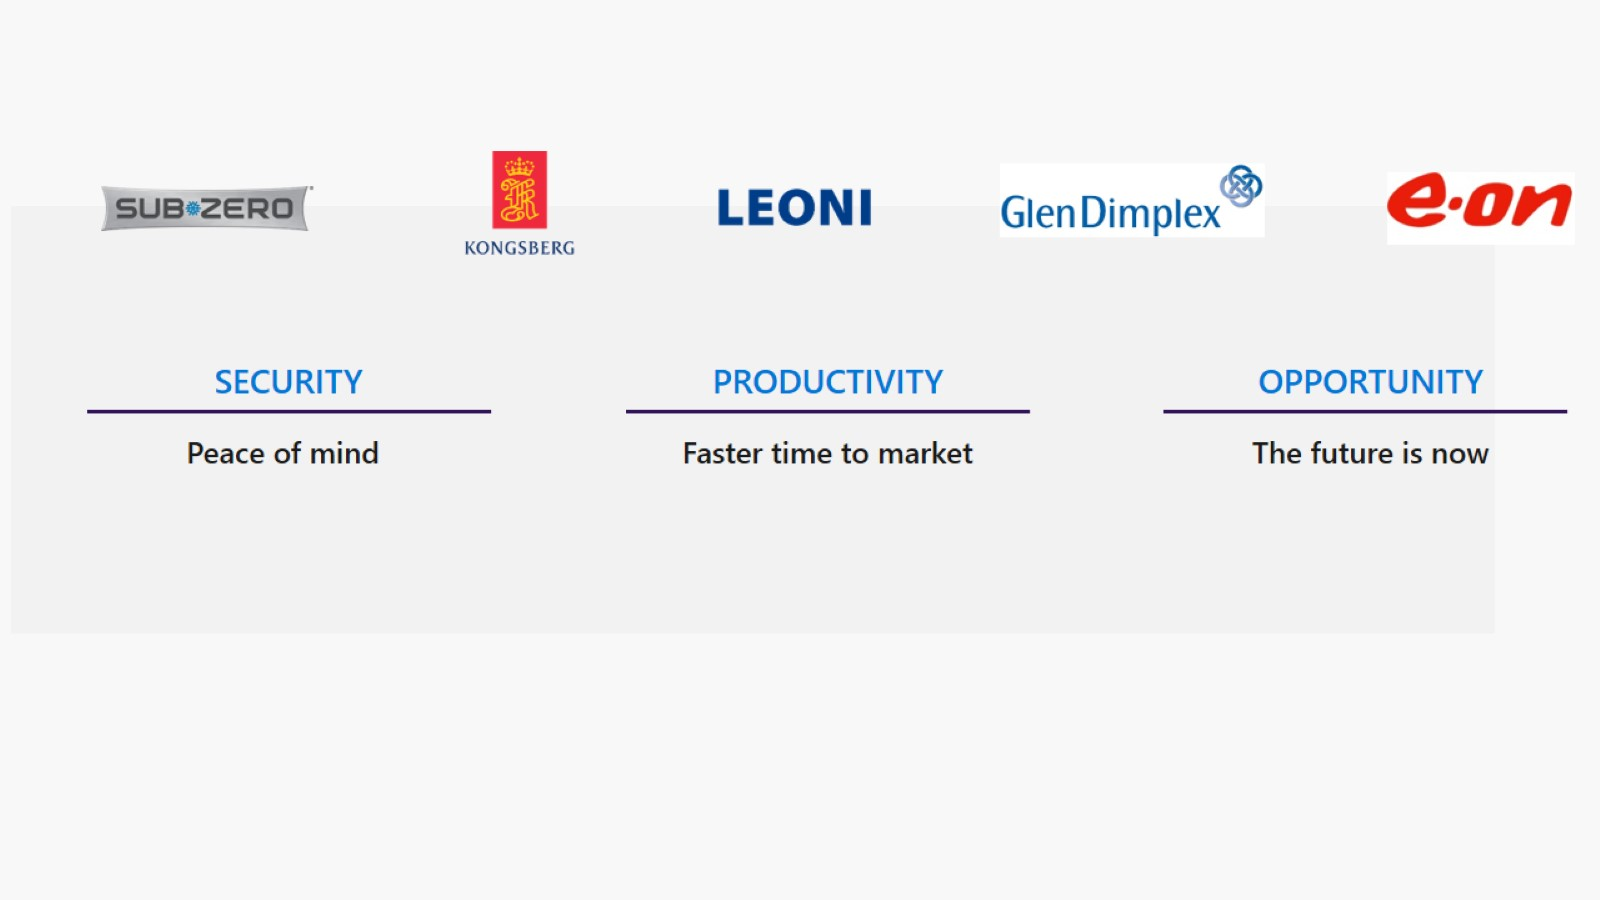 SUB ZERO
KONGSBERG
LEONI
GlenDimplex
e·on
SECURITY
PRODUCTIVITY
OPPORTUNITY
Peace of mind
Faster time to market
The future is now